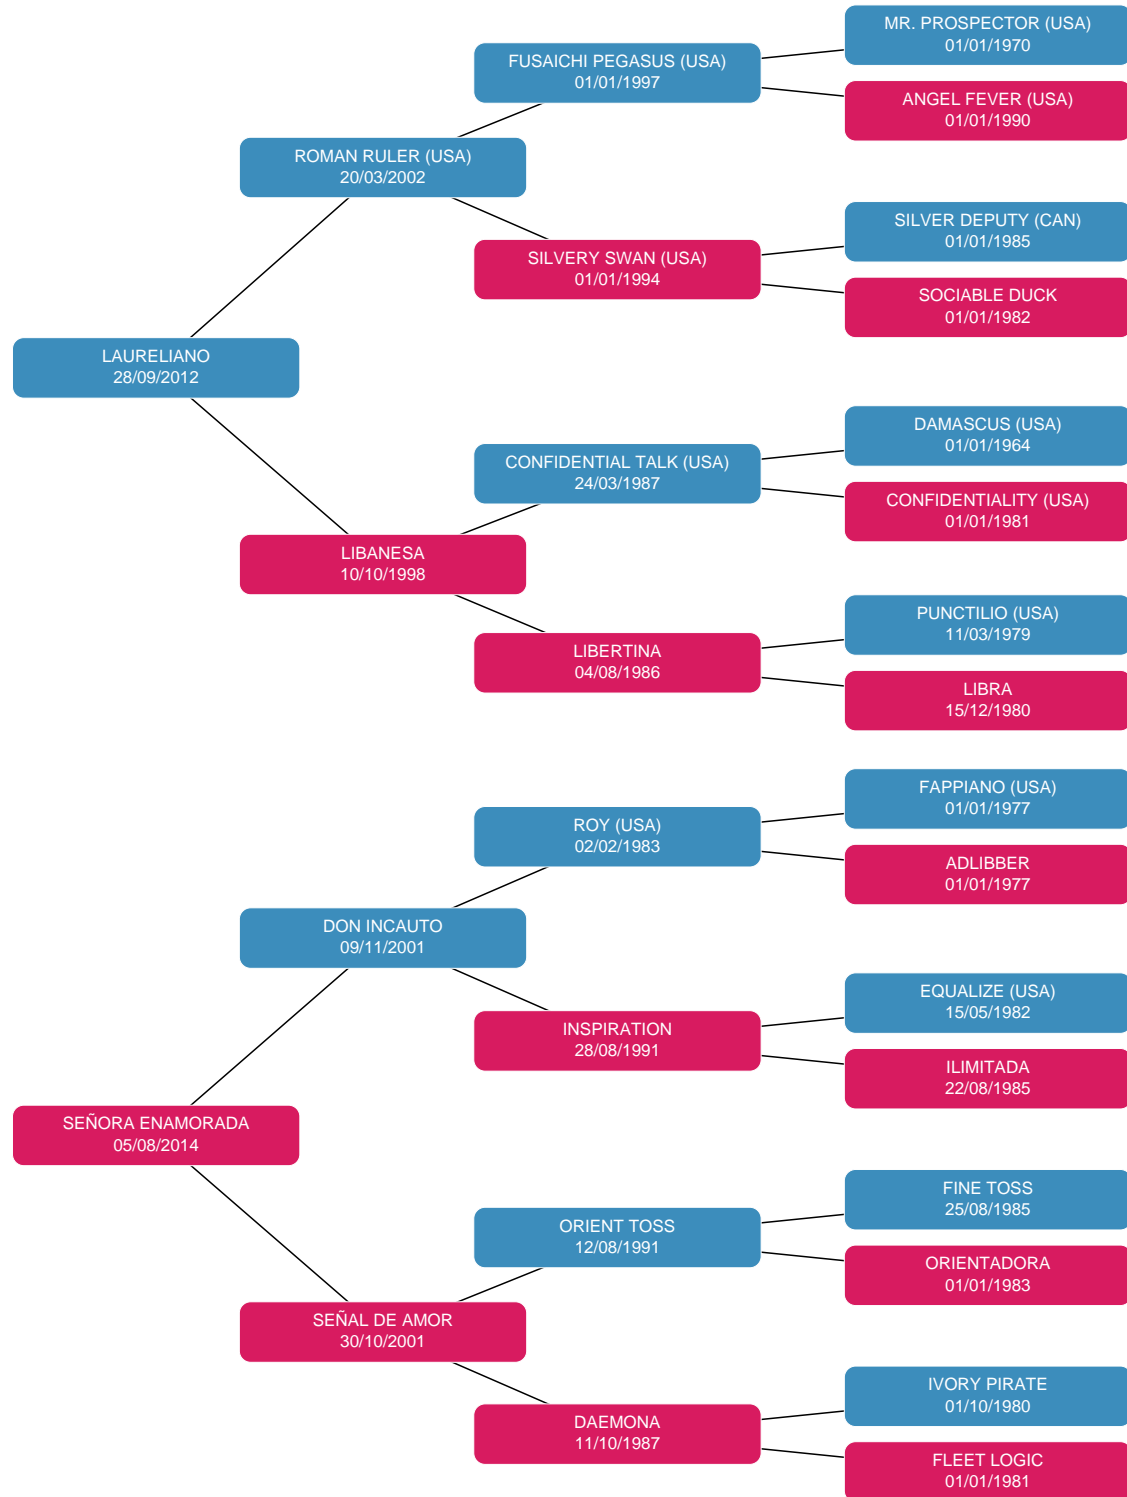 MR. PROSPECTOR (USA)
01/01/1970
FUSAICHI PEGASUS (USA)
01/01/1997
ANGEL FEVER (USA)
01/01/1990
ROMAN RULER (USA)
20/03/2002
SILVER DEPUTY (CAN)
01/01/1985
SILVERY SWAN (USA)
01/01/1994
SOCIABLE DUCK
01/01/1982
LAURELIANO
28/09/2012
DAMASCUS (USA)
01/01/1964
CONFIDENTIAL TALK (USA)
24/03/1987
CONFIDENTIALITY (USA)
01/01/1981
LIBANESA
10/10/1998
PUNCTILIO (USA)
11/03/1979
LIBERTINA
04/08/1986
LIBRA
15/12/1980
FAPPIANO (USA)
01/01/1977
ROY (USA)
02/02/1983
ADLIBBER
01/01/1977
DON INCAUTO
09/11/2001
EQUALIZE (USA)
15/05/1982
INSPIRATION
28/08/1991
ILIMITADA
22/08/1985
SEÑORA ENAMORADA
05/08/2014
FINE TOSS
25/08/1985
ORIENT TOSS
12/08/1991
ORIENTADORA
01/01/1983
SEÑAL DE AMOR
30/10/2001
IVORY PIRATE
01/10/1980
DAEMONA
11/10/1987
FLEET LOGIC
01/01/1981